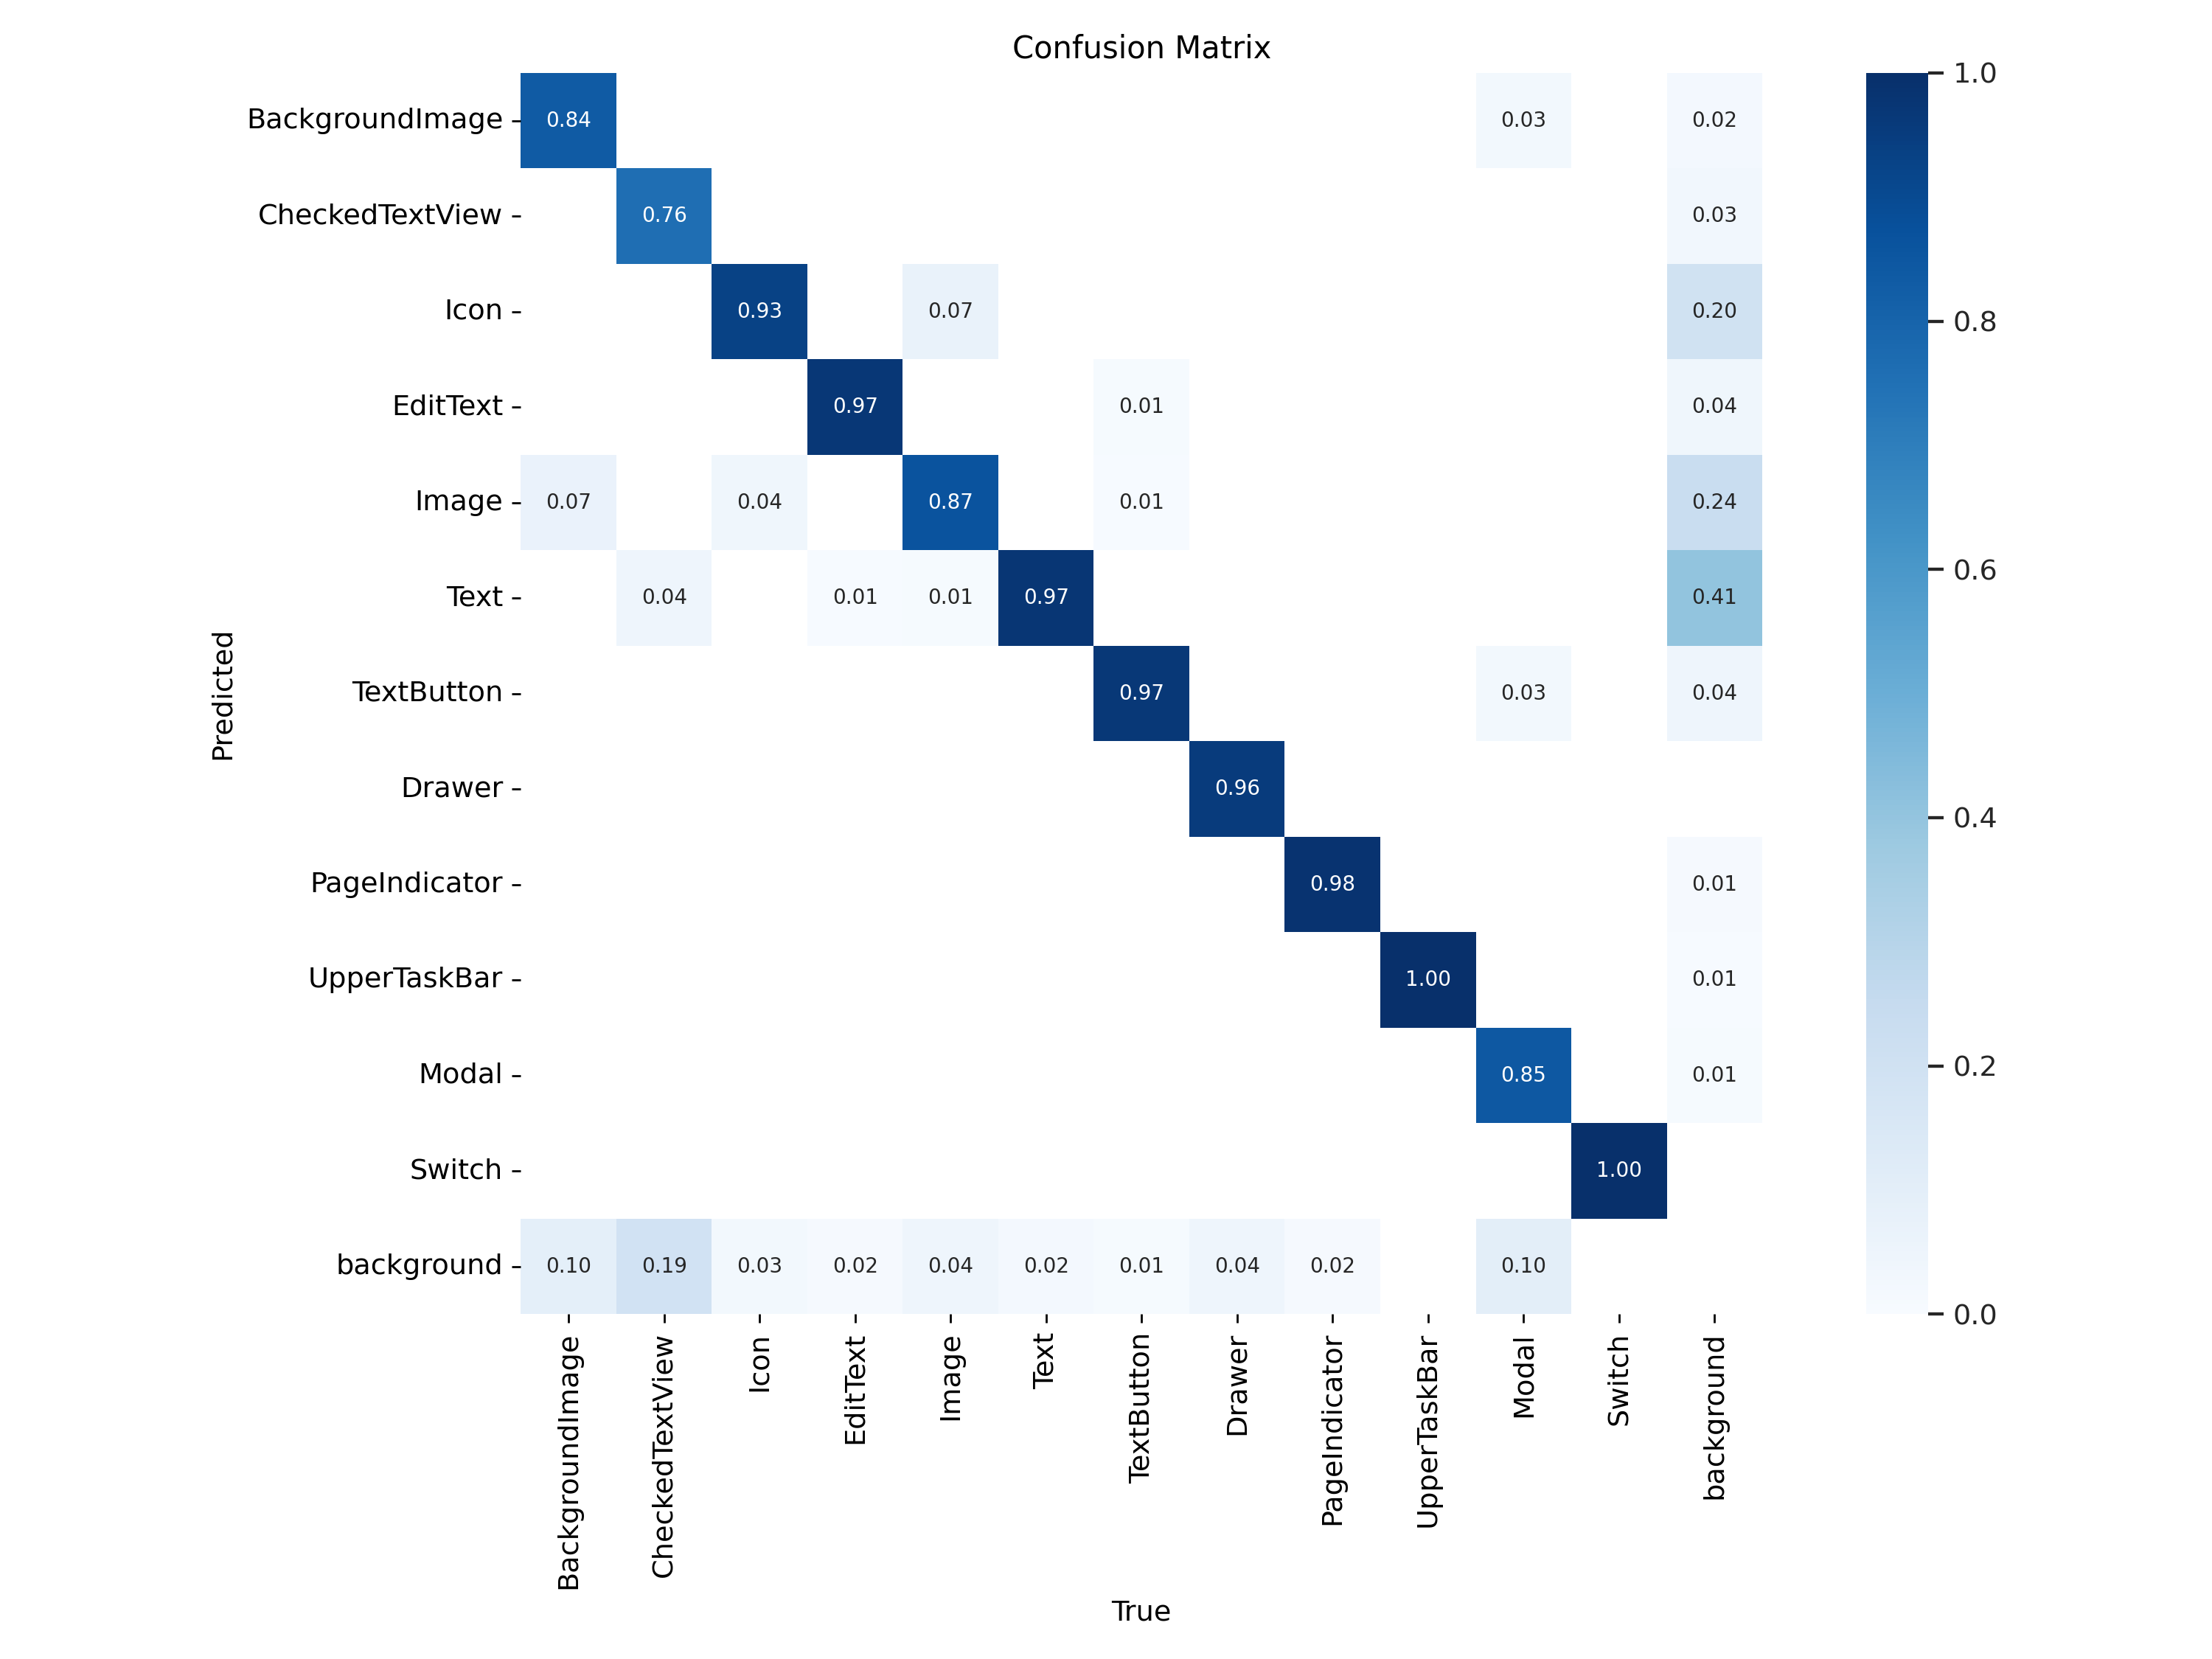 Confusion Matrix
BackgroundImage 0.84 0.03 0.02
CheckedTextView 0.76 0.03
Icon 0.93 0.07 0.20
EditText 0.97 0.01 0.04
Image 0.07 0.04 0.87 0.01 0.24
Text 0.04 0.01 0.01 0.97 0.41
TextButton 0.97 0.03 0.04
Drawer 0.96
PageIndicator 0.98 0.01
UpperTaskBar 1.00 0.01
Modal 0.85 0.01
Switch 1.00
background 0.10 0.19 0.03 0.02 0.04 0.02 0.01 0.04 0.02 0.10
Predicted
BackgroundImage
CheckedTextView
Icon
EditText
Image
Text
TextButton
Drawer
PageIndicator
UpperTaskBar
Modal
Switch
background
True
1.0
0.8
0.6
0.4
0.2
0.0